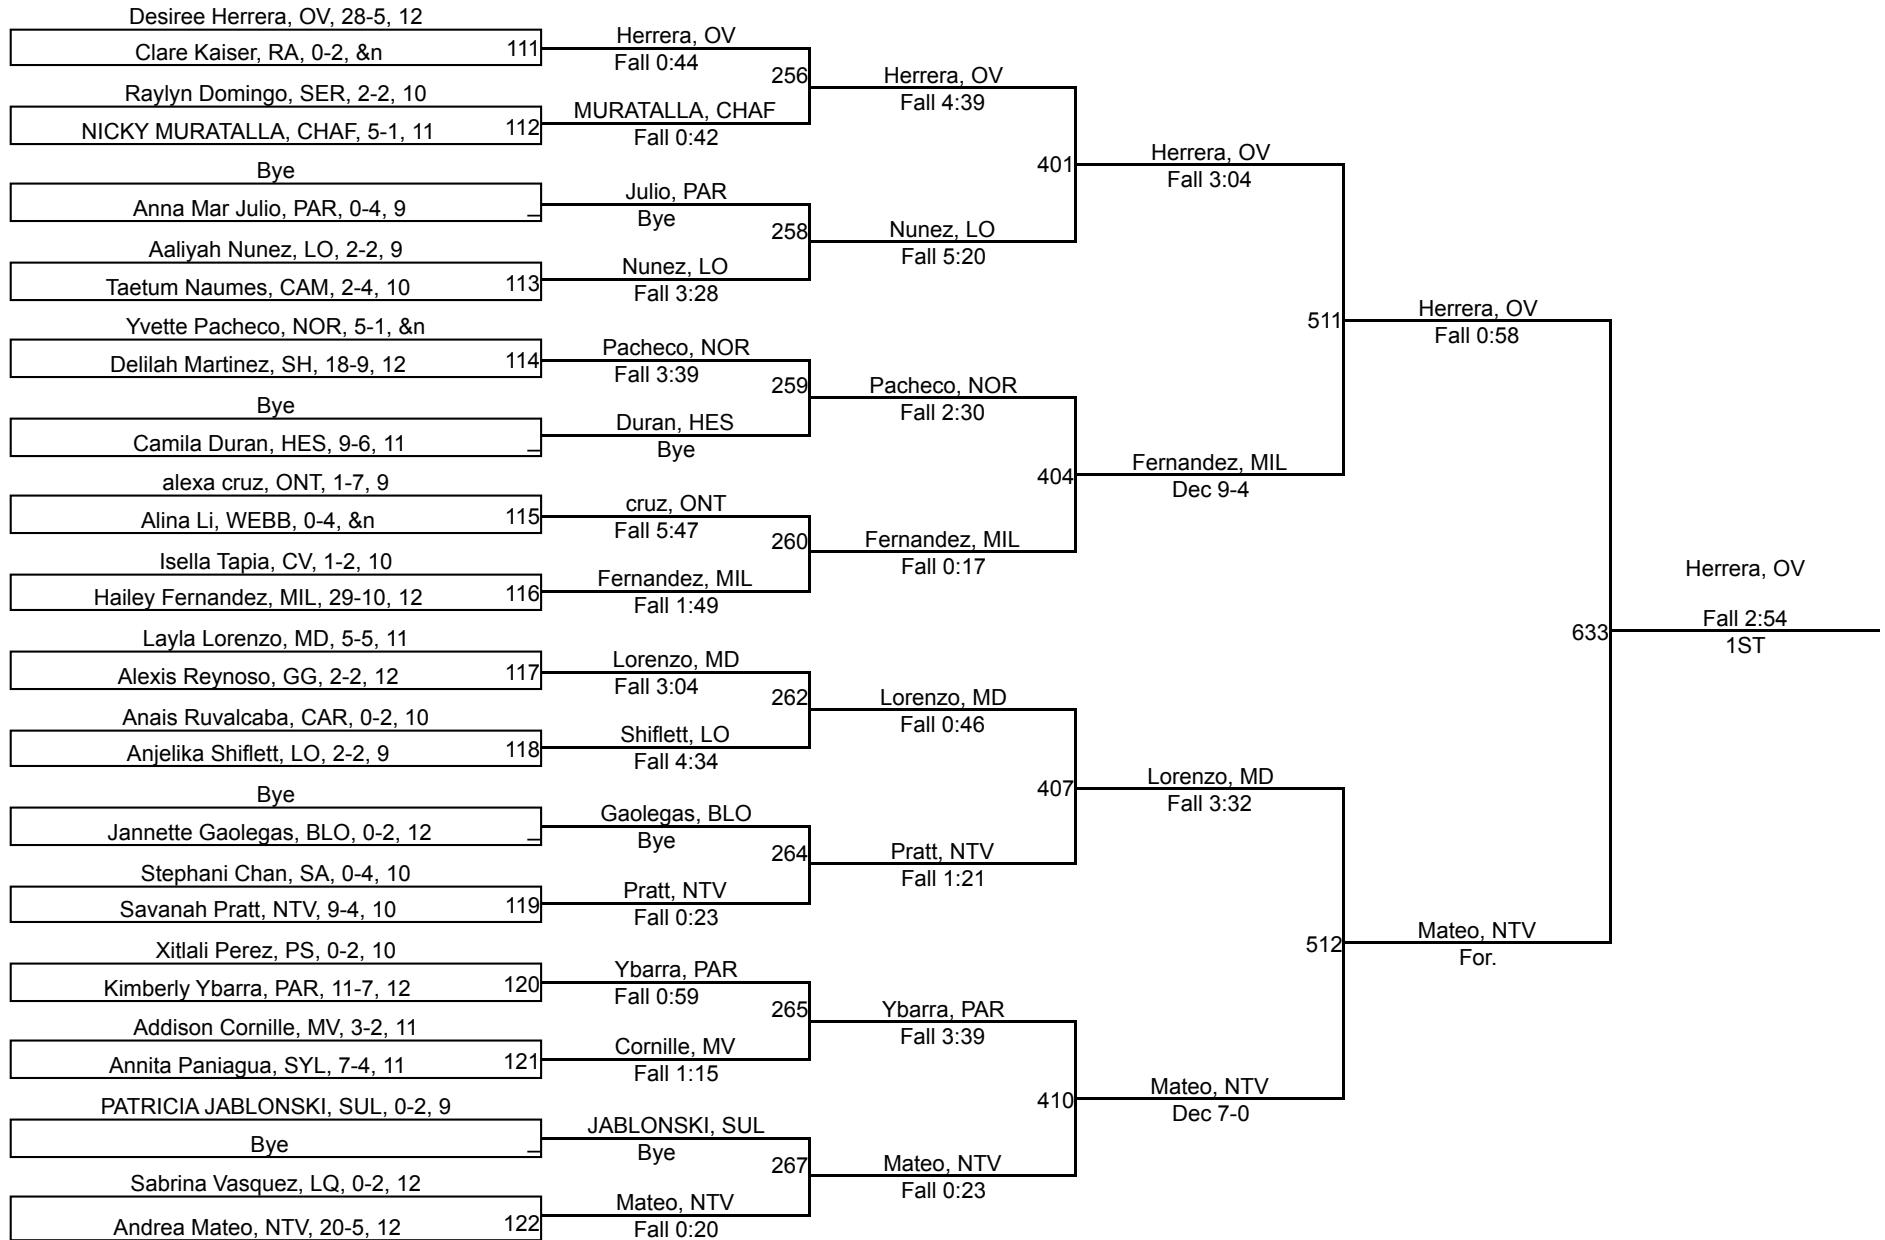 Desiree Herrera, OV, 28-5, 12
Clare Kaiser, RA, 0-2, &n
111
Raylyn Domingo, SER, 2-2, 10
NICKY MURATALLA, CHAF, 5-1, 11
112
Bye
Anna Mar Julio, PAR, 0-4, 9
_
Aaliyah Nunez, LO, 2-2, 9
Taetum Naumes, CAM, 2-4, 10
113
Yvette Pacheco, NOR, 5-1, &n
Delilah Martinez, SH, 18-9, 12
114
Bye
Camila Duran, HES, 9-6, 11
_
alexa cruz, ONT, 1-7, 9
Alina Li, WEBB, 0-4, &n
115
Isella Tapia, CV, 1-2, 10
Hailey Fernandez, MIL, 29-10, 12
116
Layla Lorenzo, MD, 5-5, 11
Alexis Reynoso, GG, 2-2, 12
117
Anais Ruvalcaba, CAR, 0-2, 10
Anjelika Shiflett, LO, 2-2, 9
118
Bye
Jannette Gaolegas, BLO, 0-2, 12
_
Stephani Chan, SA, 0-4, 10
Savanah Pratt, NTV, 9-4, 10
119
Xitlali Perez, PS, 0-2, 10
Kimberly Ybarra, PAR, 11-7, 12
120
Addison Cornille, MV, 3-2, 11
Annita Paniagua, SYL, 7-4, 11
121
PATRICIA JABLONSKI, SUL, 0-2, 9
Bye
_
Sabrina Vasquez, LQ, 0-2, 12
Andrea Mateo, NTV, 20-5, 12
122
Herrera, OV
Fall 0:44
256
MURATALLA, CHAF
Fall 0:42
Julio, PAR
Bye
258
Nunez, LO
Fall 3:28
Pacheco, NOR
Fall 3:39
259
Duran, HES
Bye
cruz, ONT
Fall 5:47
260
Fernandez, MIL
Fall 1:49
Lorenzo, MD
Fall 3:04
262
Shiflett, LO
Fall 4:34
Gaolegas, BLO
Bye
264
Pratt, NTV
Fall 0:23
Ybarra, PAR
Fall 0:59
265
Cornille, MV
Fall 1:15
JABLONSKI, SUL
Bye
267
Mateo, NTV
Fall 0:20
Herrera, OV
Fall 4:39
401
Nunez, LO
Fall 5:20
Pacheco, NOR
Fall 2:30
404
Fernandez, MIL
Fall 0:17
Lorenzo, MD
Fall 0:46
407
Pratt, NTV
Fall 1:21
Ybarra, PAR
Fall 3:39
410
Mateo, NTV
Fall 0:23
Herrera, OV
Fall 3:04
511
Fernandez, MIL
Dec 9-4
Lorenzo, MD
Fall 3:32
512
Mateo, NTV
Dec 7-0
Herrera, OV
Fall 0:58
633
Mateo, NTV
For.
Herrera, OV
Fall 2:54
1ST